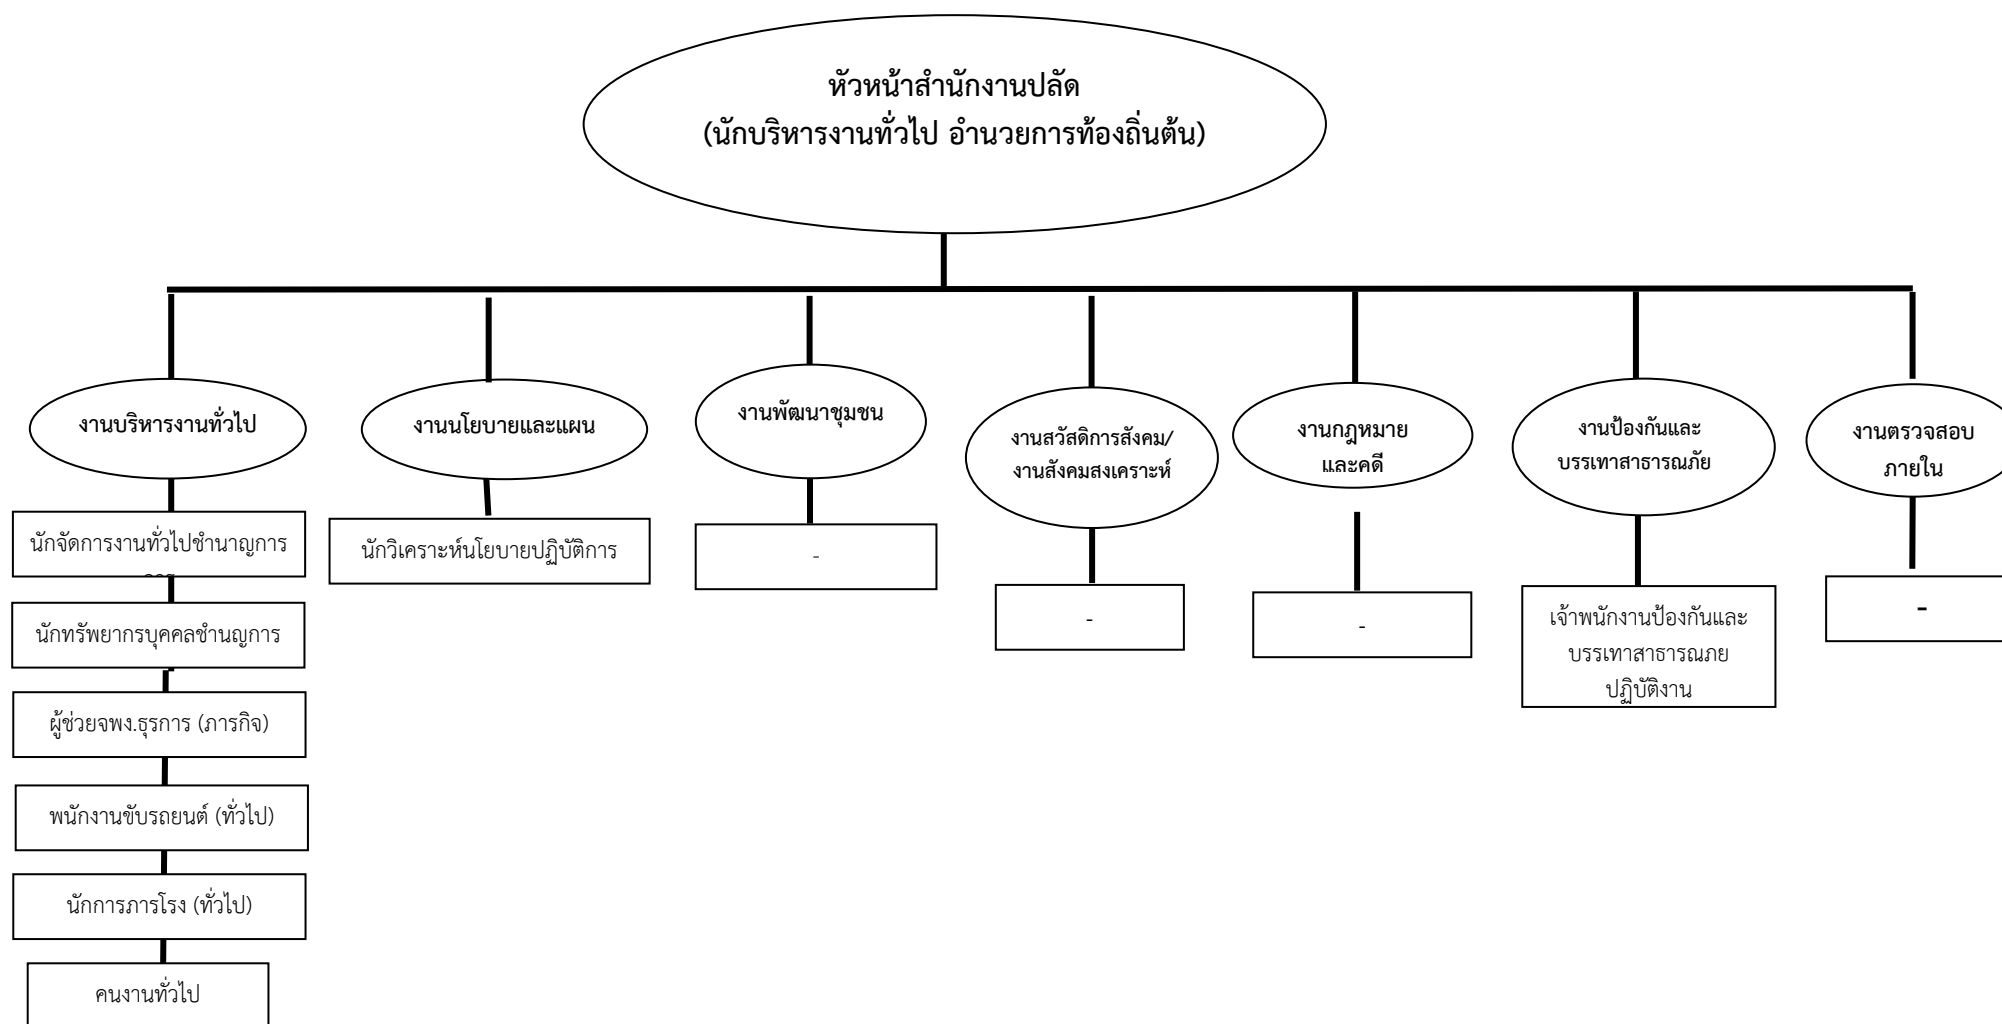 หัวหน้าสำนักงานปลัด
(นักบริหารงานทั่วไป อำนวยการท้องถิ่นต้น)
งานบริหารงานทั่วไป
งานนโยบายและแผน
งานพัฒนาชุมชน
งานสวัสดิการสังคม/
งานสังคมสงเคราะห์
งานกฎหมาย
และคดี
งานป้องกันและ
บรรเทาสาธารณภัย
งานตรวจสอบ
ภายใน
นักจัดการงานทั่วไปชำนาญการ
นักทรัพยากรบุคคลชำนญการ
ผู้ช่วยจพง.ธุรการ (ภารกิจ)
พนักงานขับรถยนต์ (ทั่วไป)
นักการภารโรง (ทั่วไป)
คนงานทั่วไป
นักวิเคราะห์นโยบายปฏิบัติการ
-
-
-
เจ้าพนักงานป้องกันและ
บรรเทาสาธารณภย
ปฏิบัติงาน
-